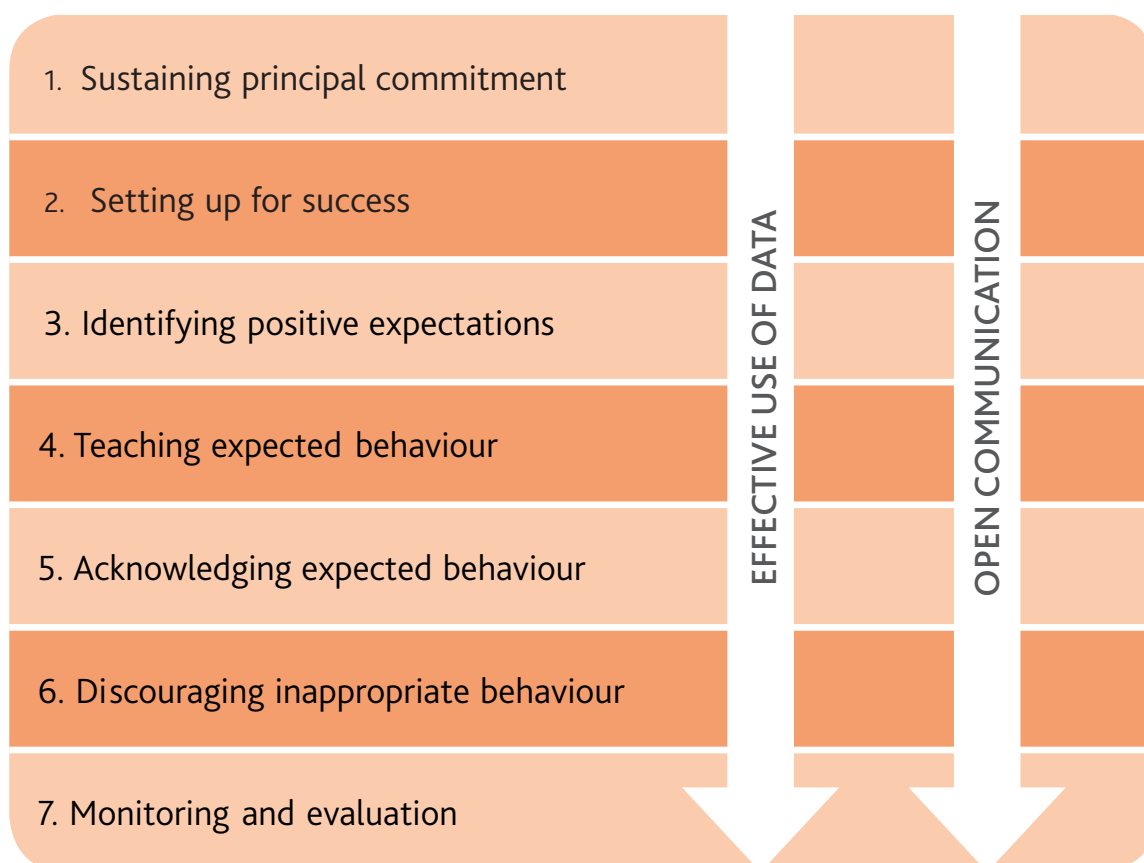 1. Sustaining principal commitment
2. Setting up for success
3. Identifying positive expectations
4. Teaching expected behaviour
5. Acknowledging expected behaviour
6. Discouraging inappropriate behaviour
7. Monitoring and evaluation
EFFECTIVE USE OF DATA
OPEN COMMUNICATION